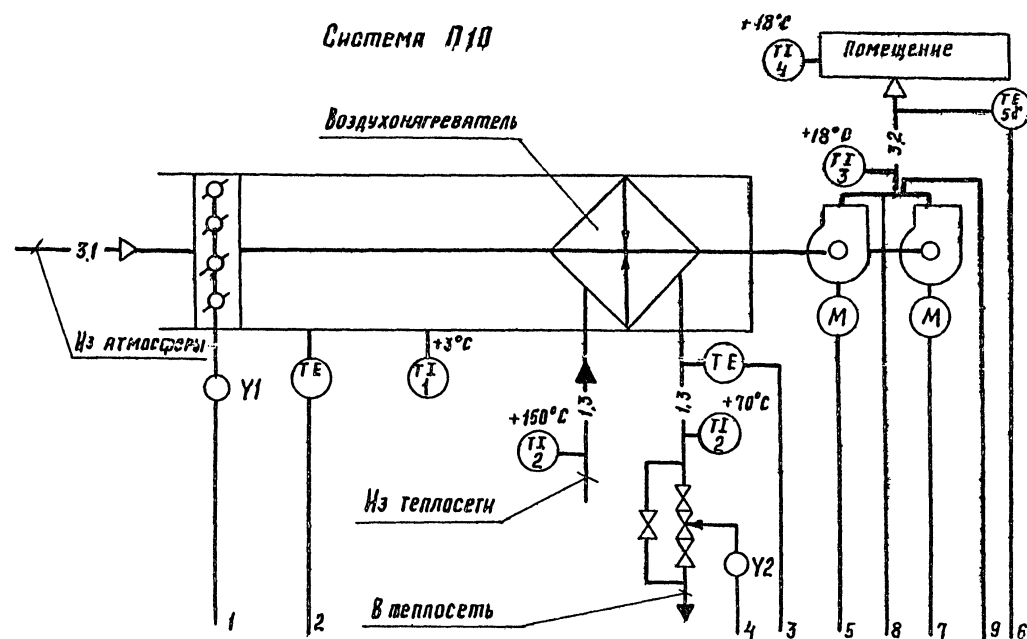 Система П10
+18°C
TI
4
Помещение
TE
5б
Воздухонагреватель
+18°C
TI
3
3,2
3,1
Из атмосферы
Y1
TE
+3°C
TI
1
M
M
TE
+150°C
TI
2
1,3
1,3
+70°C
TI
2
Из теплосети
Y2
В теплосеть
1
2
4
3
5
8
7
9
6